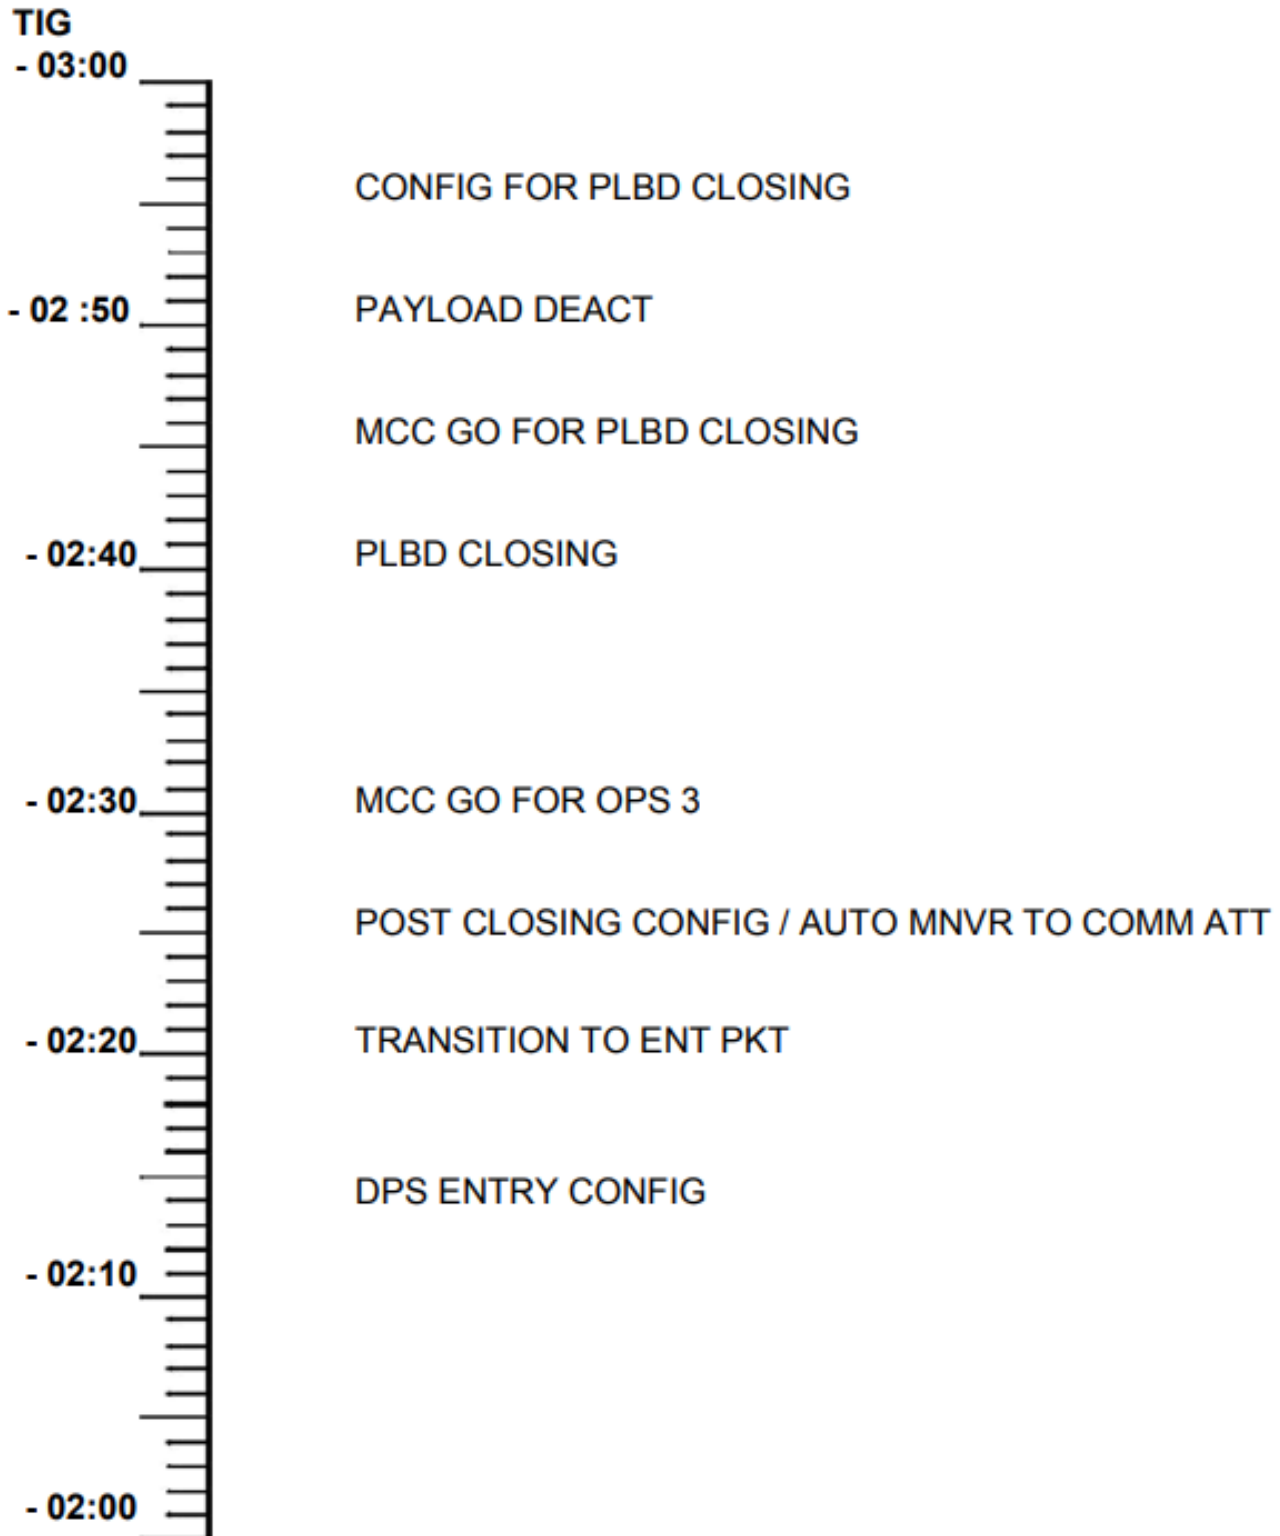 TIG
- 03:00
CONFIG FOR PLBD CLOSING
- 02 :50 PAYLOAD DEACT
MCC GO FOR PLBD CLOSING
- 02:40 PLBD CLOSING
- 02:30 MCC GO FOR OPS 3
POST CLOSING CONFIG / AUTO MNVR TO COMM ATT
- 02:20 TRANSITION TO ENT PKT
DPS ENTRY CONFIG
- 02:10
- 02:00